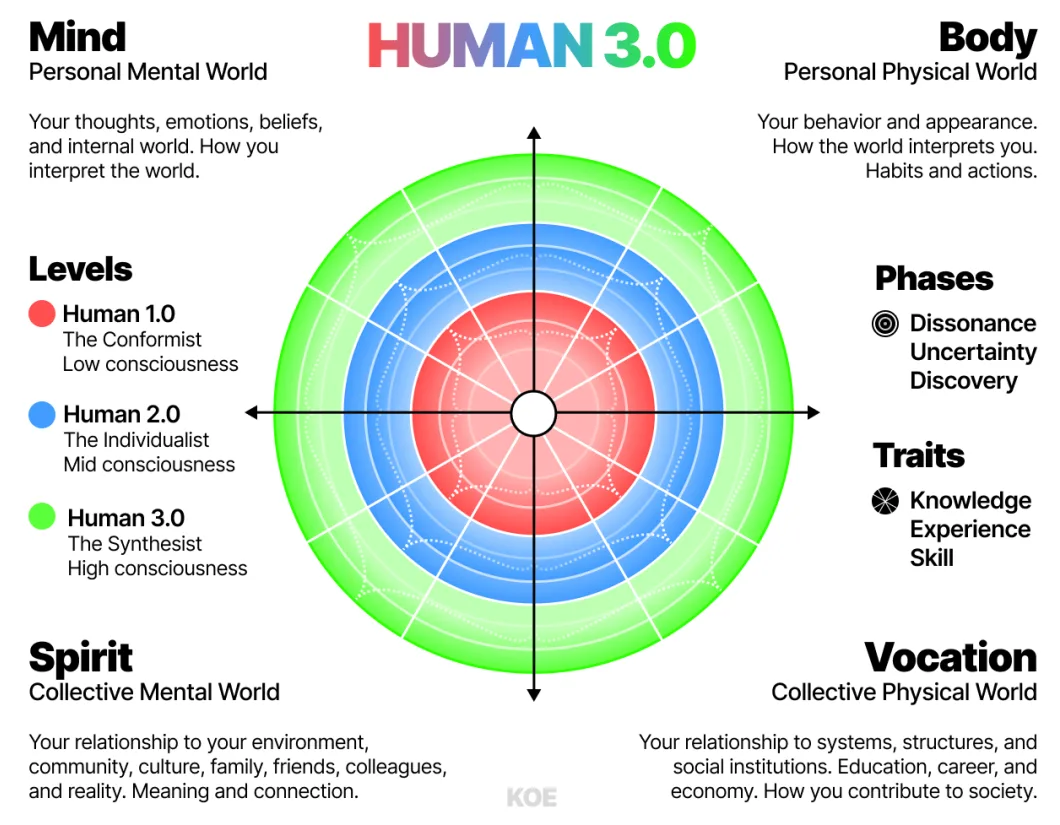 HUMAN 3.0
Mind
Personal Mental World
Your thoughts, emotions, beliefs,
and internal world. How you
interpret the world.
Body
Personal Physical World
Your behavior and appearance.
How the world interprets you.
Habits and actions.
Levels
Human 1.0
The Conformist
Low consciousness
Human 2.0
The Individualist
Mid consciousness
Human 3.0
The Synthesist
High consciousness
Phases
Dissonance
Uncertainty
Discovery
Traits
Knowledge
Experience
Skill
Spirit
Collective Mental World
Your relationship to your environment,
community, culture, family, friends, colleagues,
and reality. Meaning and connection.
Vocation
Collective Physical World
Your relationship to systems, structures, and
social institutions. Education, career, and
economy. How you contribute to society.
KOE